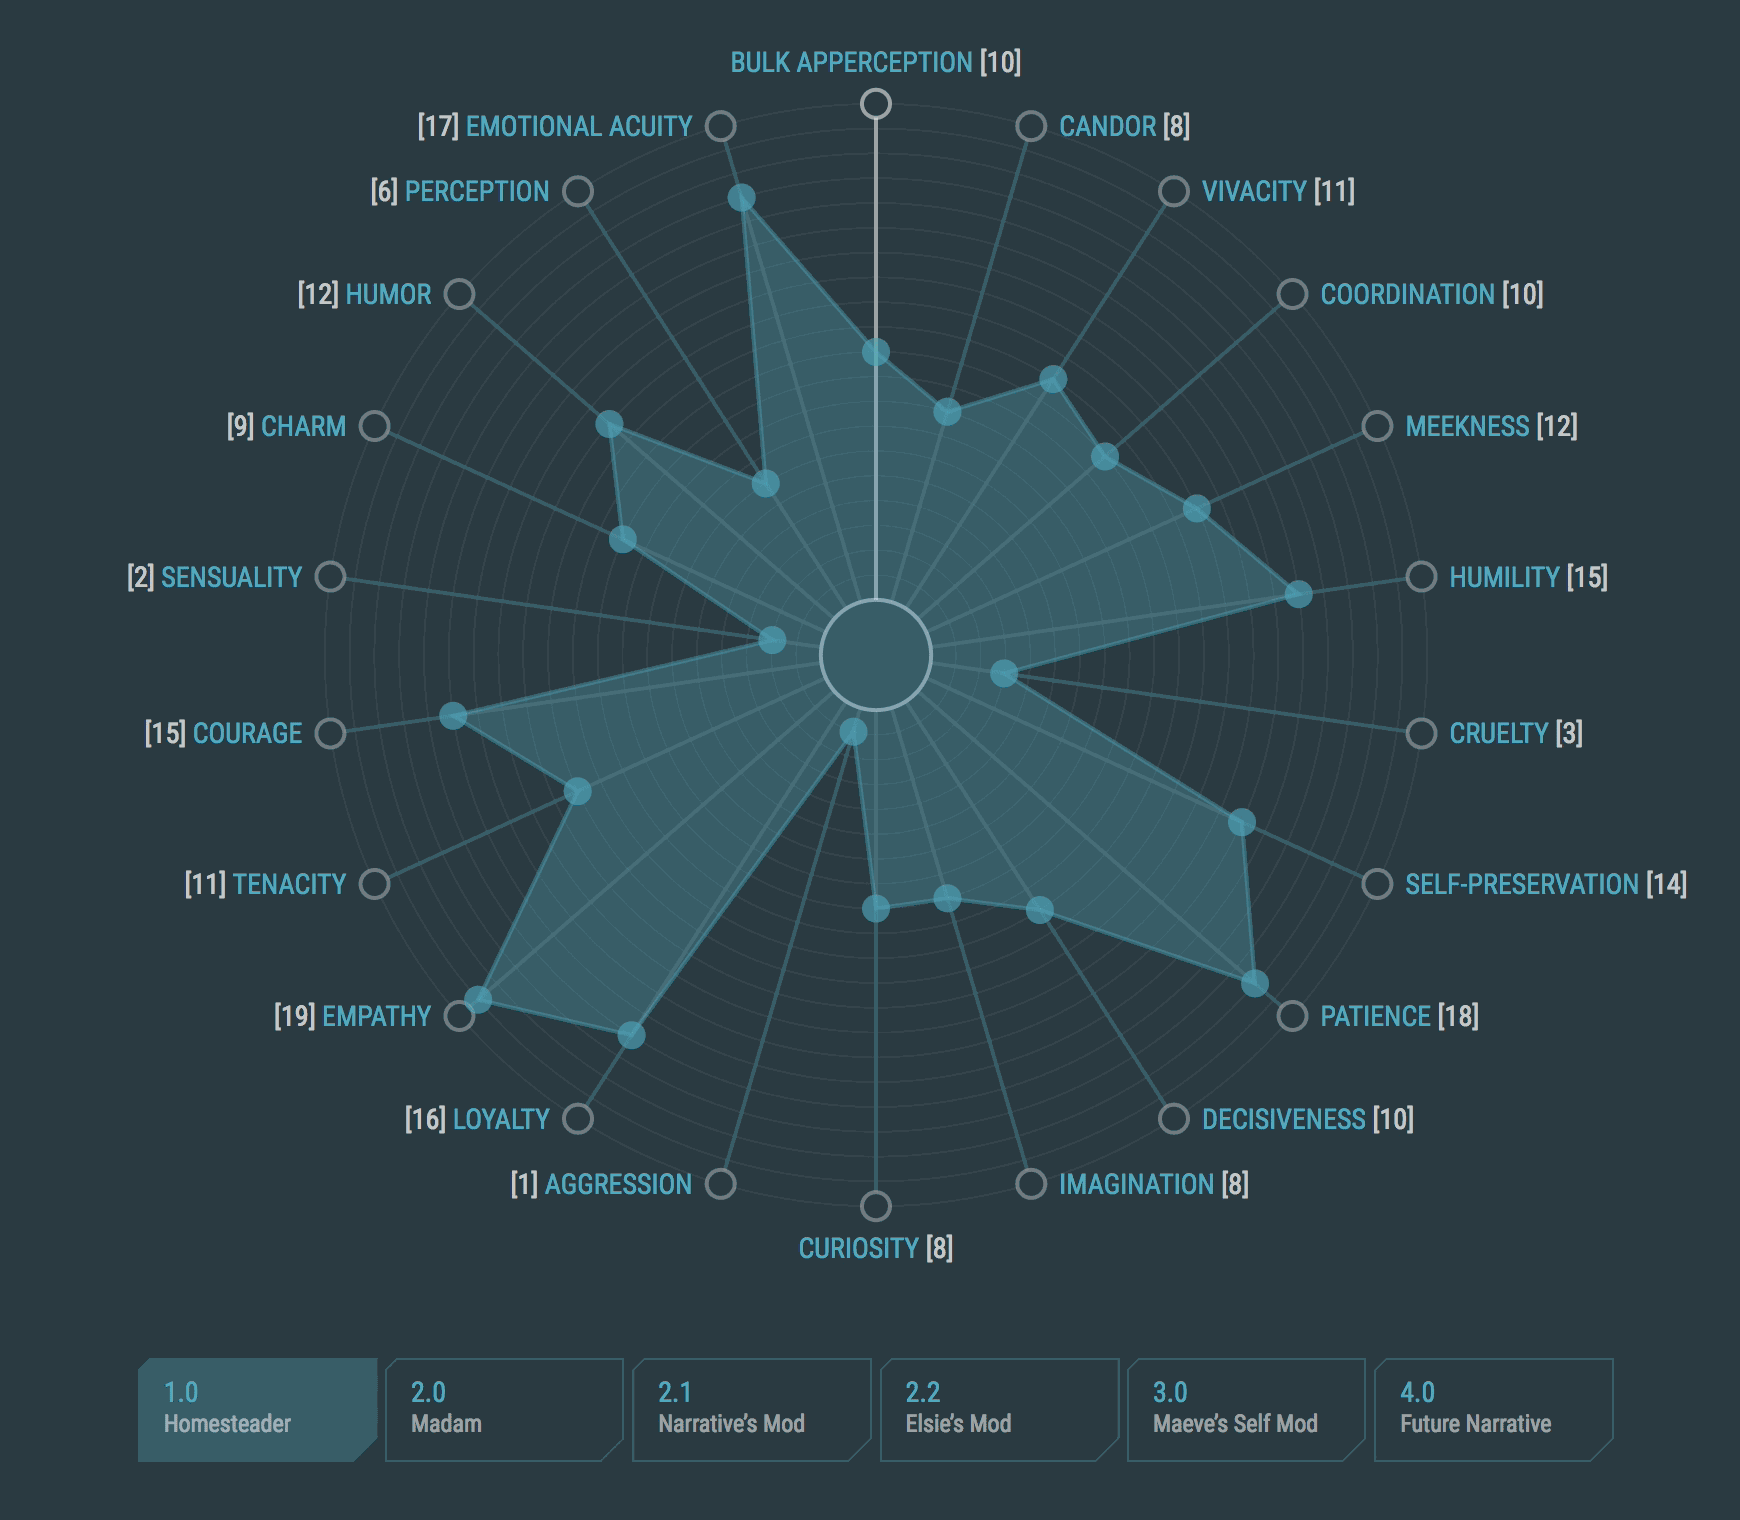 BULK APPERCEPTION [10]
[17] EMOTIONAL ACUITY
CANDOR [8]
[6] PERCEPTION
VIVACITY [11]
[12] HUMOR
COORDINATION [10]
[9] CHARM
MEEKNESS [12]
[2] SENSUALITY
HUMILITY [15]
[15] COURAGE
CRUELTY [3]
[11] TENACITY
SELF-PRESERVATION [14]
[19] EMPATHY
PATIENCE [18]
[16] LOYALTY
DECISIVENESS [10]
[1] AGGRESSION
IMAGINATION [8]
CURIOSITY [8]
1.0
Homesteader
2.0
Madam
2.1
Narrative’s Mod
2.2
Elsie’s Mod
3.0
Maeve’s Self Mod
4.0
Future Narrative